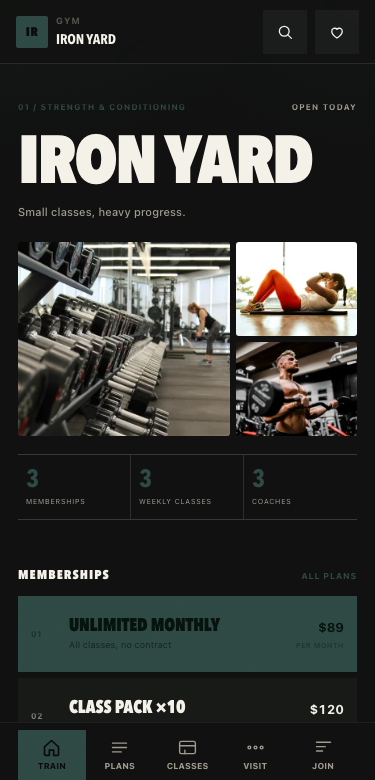 IR
GYM
IRON YARD
01 / STRENGTH & CONDITIONING
OPEN TODAY
IRON YARD
Small classes, heavy progress.
3
MEMBERSHIPS
3
WEEKLY CLASSES
3
COACHES
MEMBERSHIPS
ALL PLANS
01
UNLIMITED MONTHLY
All classes, no contract
$89
PER MONTH
02
CLASS PACK ×10
$120
TRAIN
PLANS
CLASSES
VISIT
JOIN